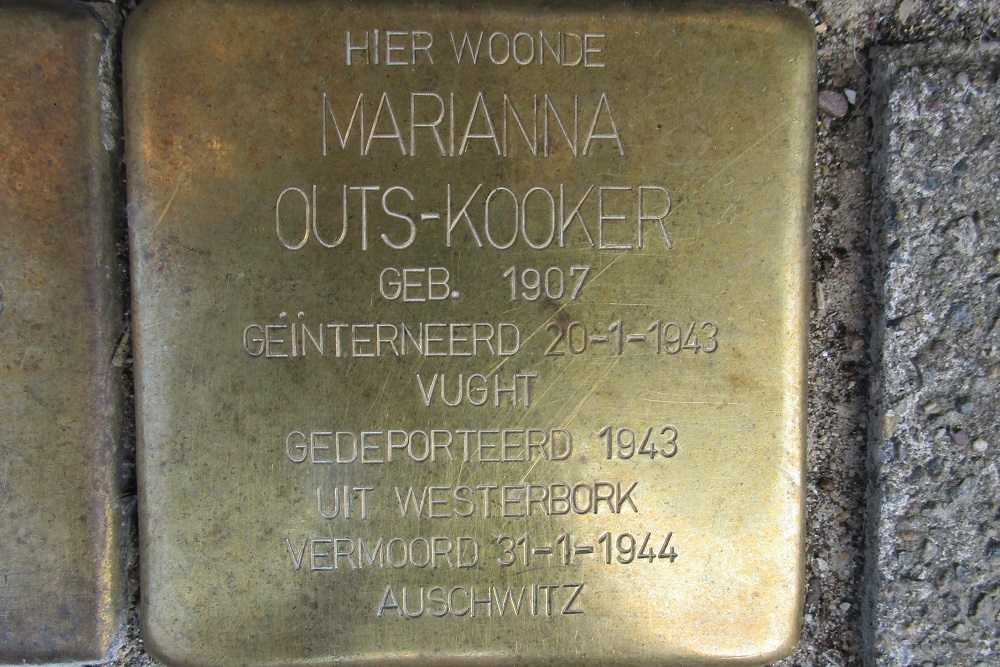 HIER WOONDE
MARIANNA
OUTS-KOOKER
GEB. 1907
GEÏNTERNEERD 20-1-1943
VUGHT
GEDEPORTEERD 1943
UIT WESTERBORK
VERMOORD 31-1-1944
AUSCHWITZ